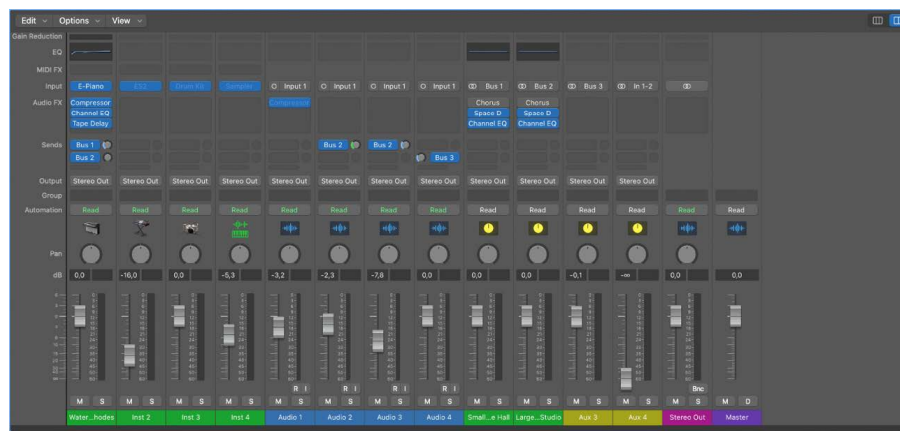 Edit Options View
Gain Reduction
EQ
MIDI FX
Input E-Piano ES2 Drum Kit Sampler Input 1 Input 1 Input 1 Input 1 Bus 1 Bus 2 Bus 3 In 1-2
Audio FX Compressor Compressor Chorus Chorus
Channel EQ Space D Space D
Tape Delay Channel EQ Channel EQ
Sends Bus 1 Bus 2 Bus 2
Bus 2 Bus 3
Output Stereo Out Stereo Out Stereo Out Stereo Out Stereo Out Stereo Out Stereo Out Stereo Out Stereo Out Stereo Out Stereo Out Stereo Out
Group
Automation Read Read Read Read Read Read Read Read Read Read Read Read Read Read
Pan
dB 0,0 -16,0 0,0 -5,3 -3,2 -2,3 -7,8 0,0 0,0 0,0 -0,1 -∞ 0,0 0,0
R I R I R I R I Bnc
M S M S M S M S M S M S M S M S M S M S M S M S M S M D
Water...hodes Inst 2 Inst 3 Inst 4 Audio 1 Audio 2 Audio 3 Audio 4 Small...e Hall Large...Studio Aux 3 Aux 4 Stereo Out Master